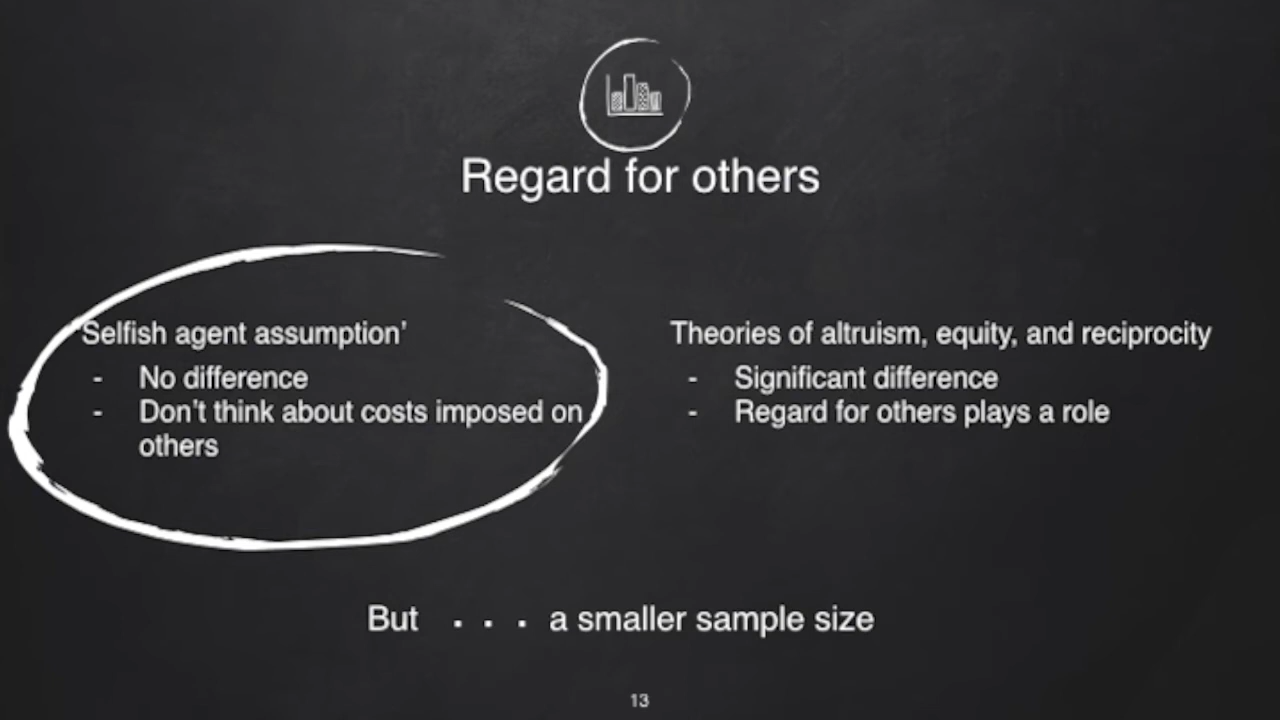 Regard for others
'Selfish agent assumption'
- No difference
- Don't think about costs imposed on
others
Theories of altruism, equity, and reciprocity
- Significant difference
- Regard for others plays a role
But . . . a smaller sample size
13